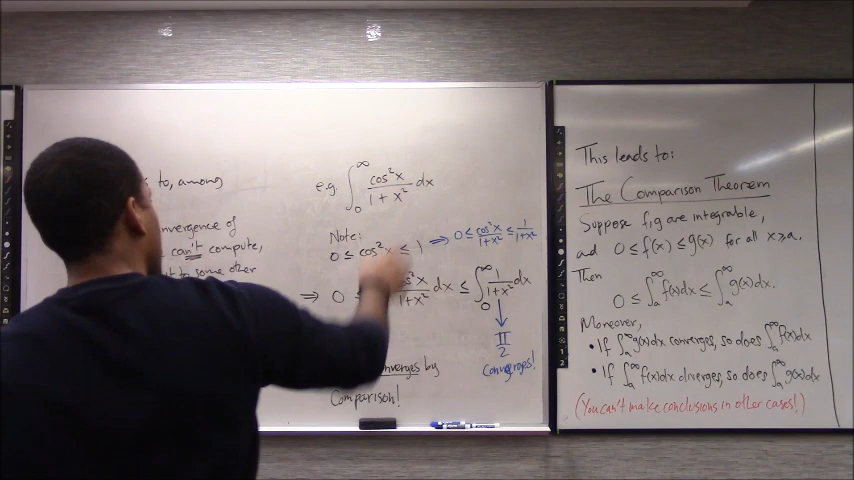 s to, among
nvergence of
e can't compute,
t to some other
e.g. ∫₀^∞ cos²x / (1 + x²) dx
Note:
0 ≤ cos²x ≤ 1 ⇒ 0 ≤ cos²x / (1+x²) ≤ 1 / (1+x²)
⇒ 0 ≤ cos²x / (1+x²) dx ≤ ∫₀^∞ 1 / (1+x²) dx
↓
π/2
converges!
converges by
Comparison!
This leads to:
The Comparison Theorem
Suppose f,g are integrable,
and 0 ≤ f(x) ≤ g(x) for all x ≥ a.
Then
0 ≤ ∫ₐ^∞ f(x)dx ≤ ∫ₐ^∞ g(x)dx.
Moreover,
• If ∫ₐ^∞ g(x)dx converges, so does ∫ₐ^∞ f(x)dx
• If ∫ₐ^∞ f(x)dx diverges, so does ∫ₐ^∞ g(x)dx
(You can't make conclusions in other cases!)